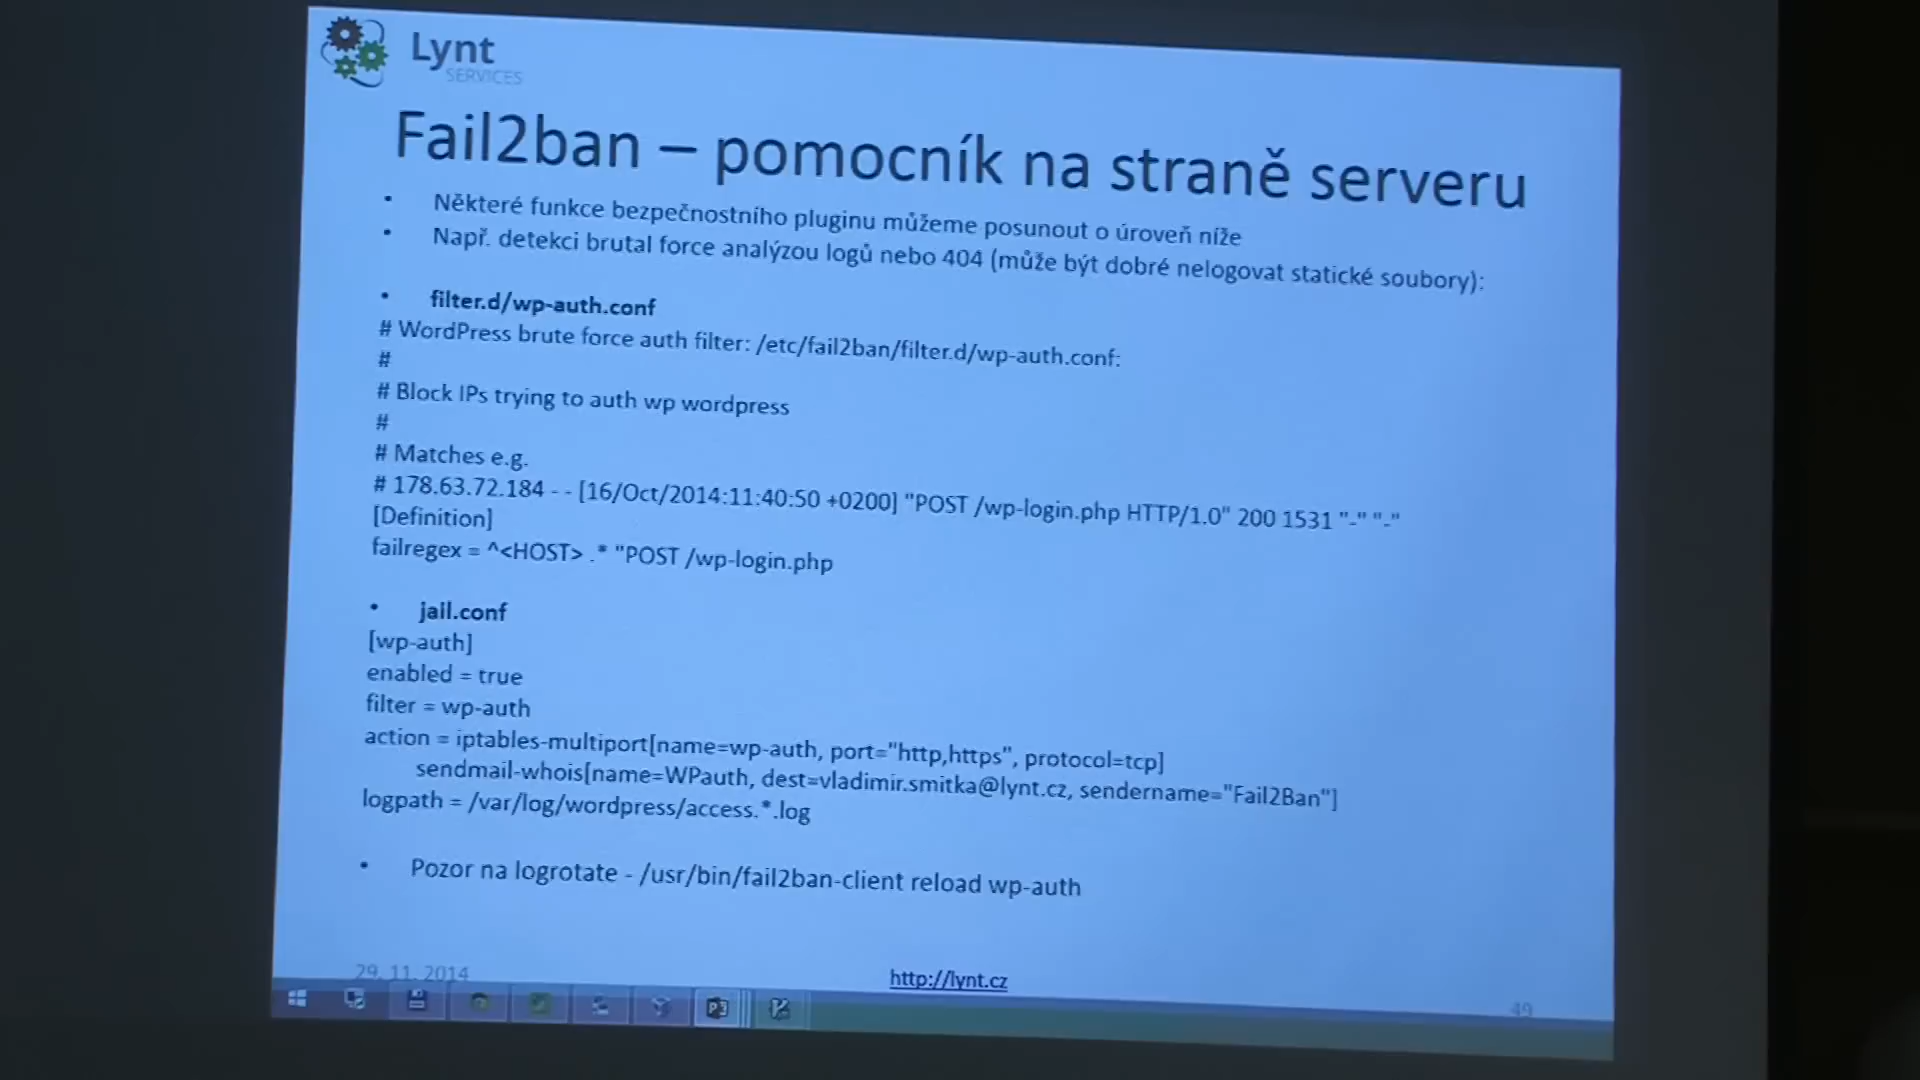 Lynt
SERVICES
Fail2ban – pomocník na straně serveru
• Některé funkce bezpečnostního pluginu můžeme posunout o úroveň níže
• Např. detekci brutal force analýzou logů nebo 404 (může být dobré nelogovat statické soubory):
• filter.d/wp-auth.conf
# WordPress brute force auth filter: /etc/fail2ban/filter.d/wp-auth.conf:
#
# Block IPs trying to auth wp wordpress
#
# Matches e.g.
# 178.63.72.184 - - [16/Oct/2014:11:40:50 +0200] "POST /wp-login.php HTTP/1.0" 200 1531 "-" "-"
[Definition]
failregex = ^<HOST> .* "POST /wp-login.php
• jail.conf
[wp-auth]
enabled = true
filter = wp-auth
action = iptables-multiport[name=wp-auth, port="http,https", protocol=tcp]
sendmail-whois[name=WPauth, dest=vladimir.smitka@lynt.cz, sendername="Fail2Ban"]
logpath = /var/log/wordpress/access.*.log
• Pozor na logrotate - /usr/bin/fail2ban-client reload wp-auth
29. 11. 2014
http://lynt.cz
49